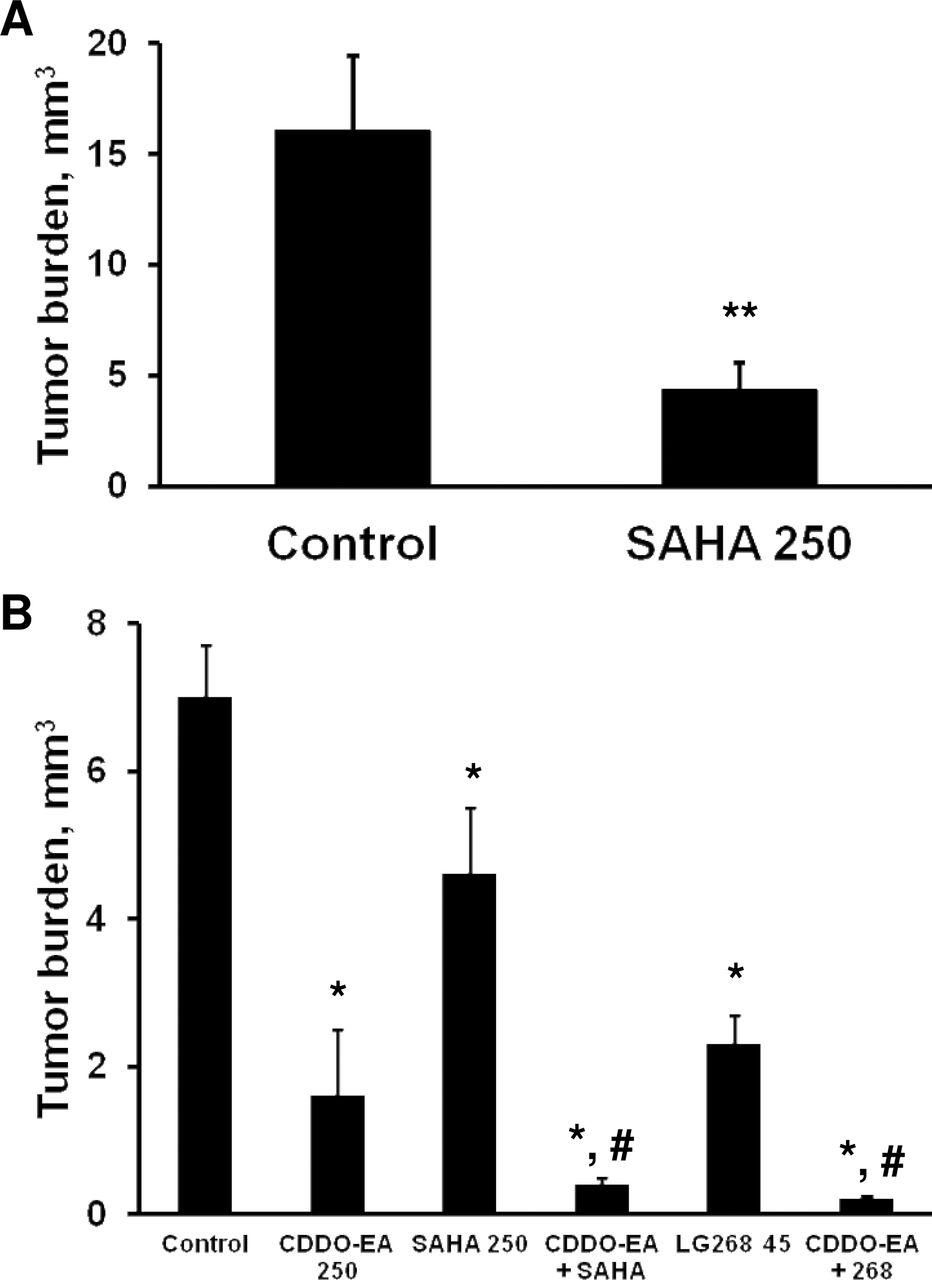 A
Tumor burden, mm³
20
15
10
5
0
**
Control SAHA 250
B
Tumor burden, mm³
8
6
4
2
0
*
*
*, #
*
*, #
Control CDDO-EA 250 SAHA 250 CDDO-EA + SAHA LG268 45 CDDO-EA + 268